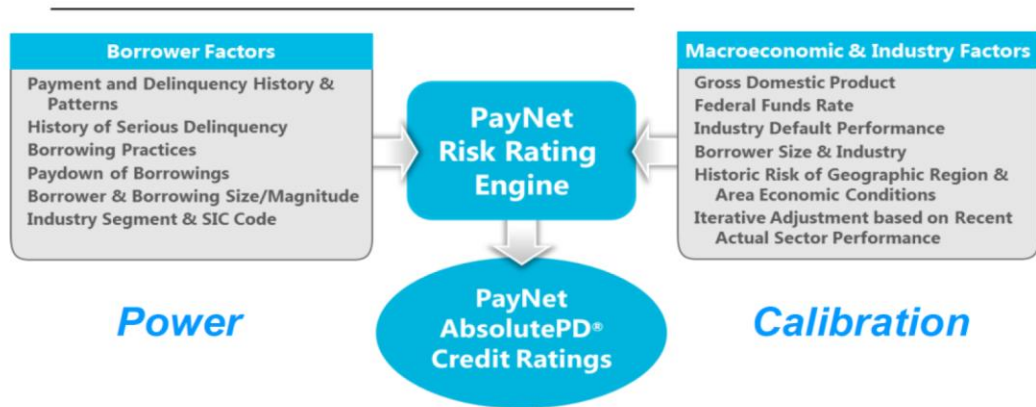 Borrower Factors
Payment and Delinquency History &
Patterns
History of Serious Delinquency
Borrowing Practices
Paydown of Borrowings
Borrower & Borrowing Size/Magnitude
Industry Segment & SIC Code
Power
PayNet
Risk Rating
Engine
PayNet
AbsolutePD®
Credit Ratings
Macroeconomic & Industry Factors
Gross Domestic Product
Federal Funds Rate
Industry Default Performance
Borrower Size & Industry
Historic Risk of Geographic Region &
Area Economic Conditions
Iterative Adjustment based on Recent
Actual Sector Performance
Calibration